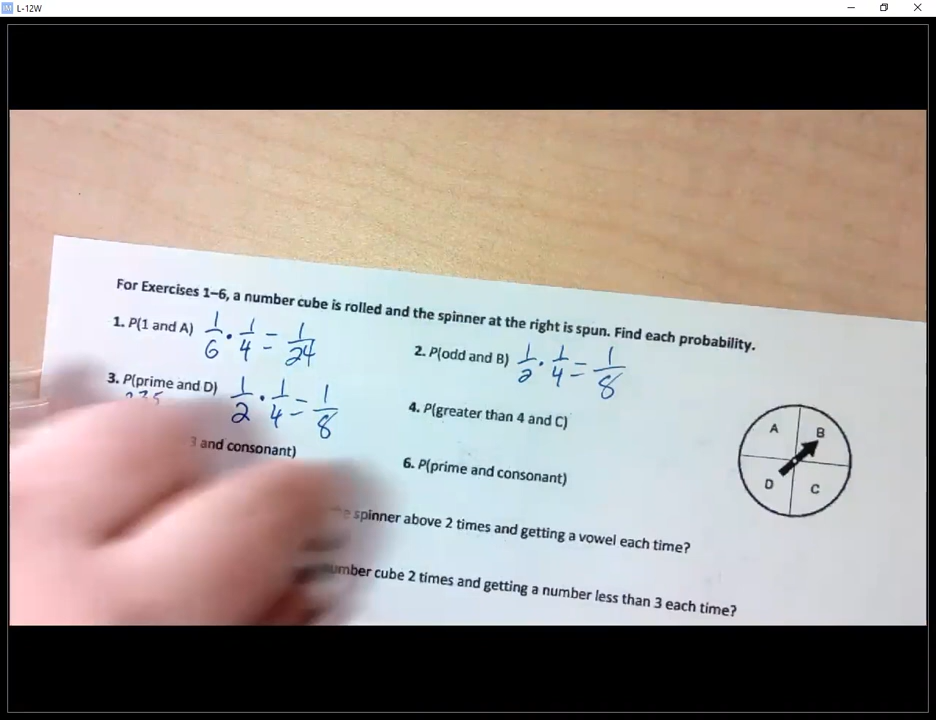 L-12W
For Exercises 1–6, a number cube is rolled and the spinner at the right is spun. Find each probability.
1. P(1 and A) 1/6 · 1/4 = 1/24
2. P(odd and B) 1/2 · 1/4 = 1/8
3. P(prime and D) 1/2 · 1/4 = 1/8
2 3 5
4. P(greater than 4 and C)
3 and consonant)
6. P(prime and consonant)
A B
D C
spinner above 2 times and getting a vowel each time?
number cube 2 times and getting a number less than 3 each time?